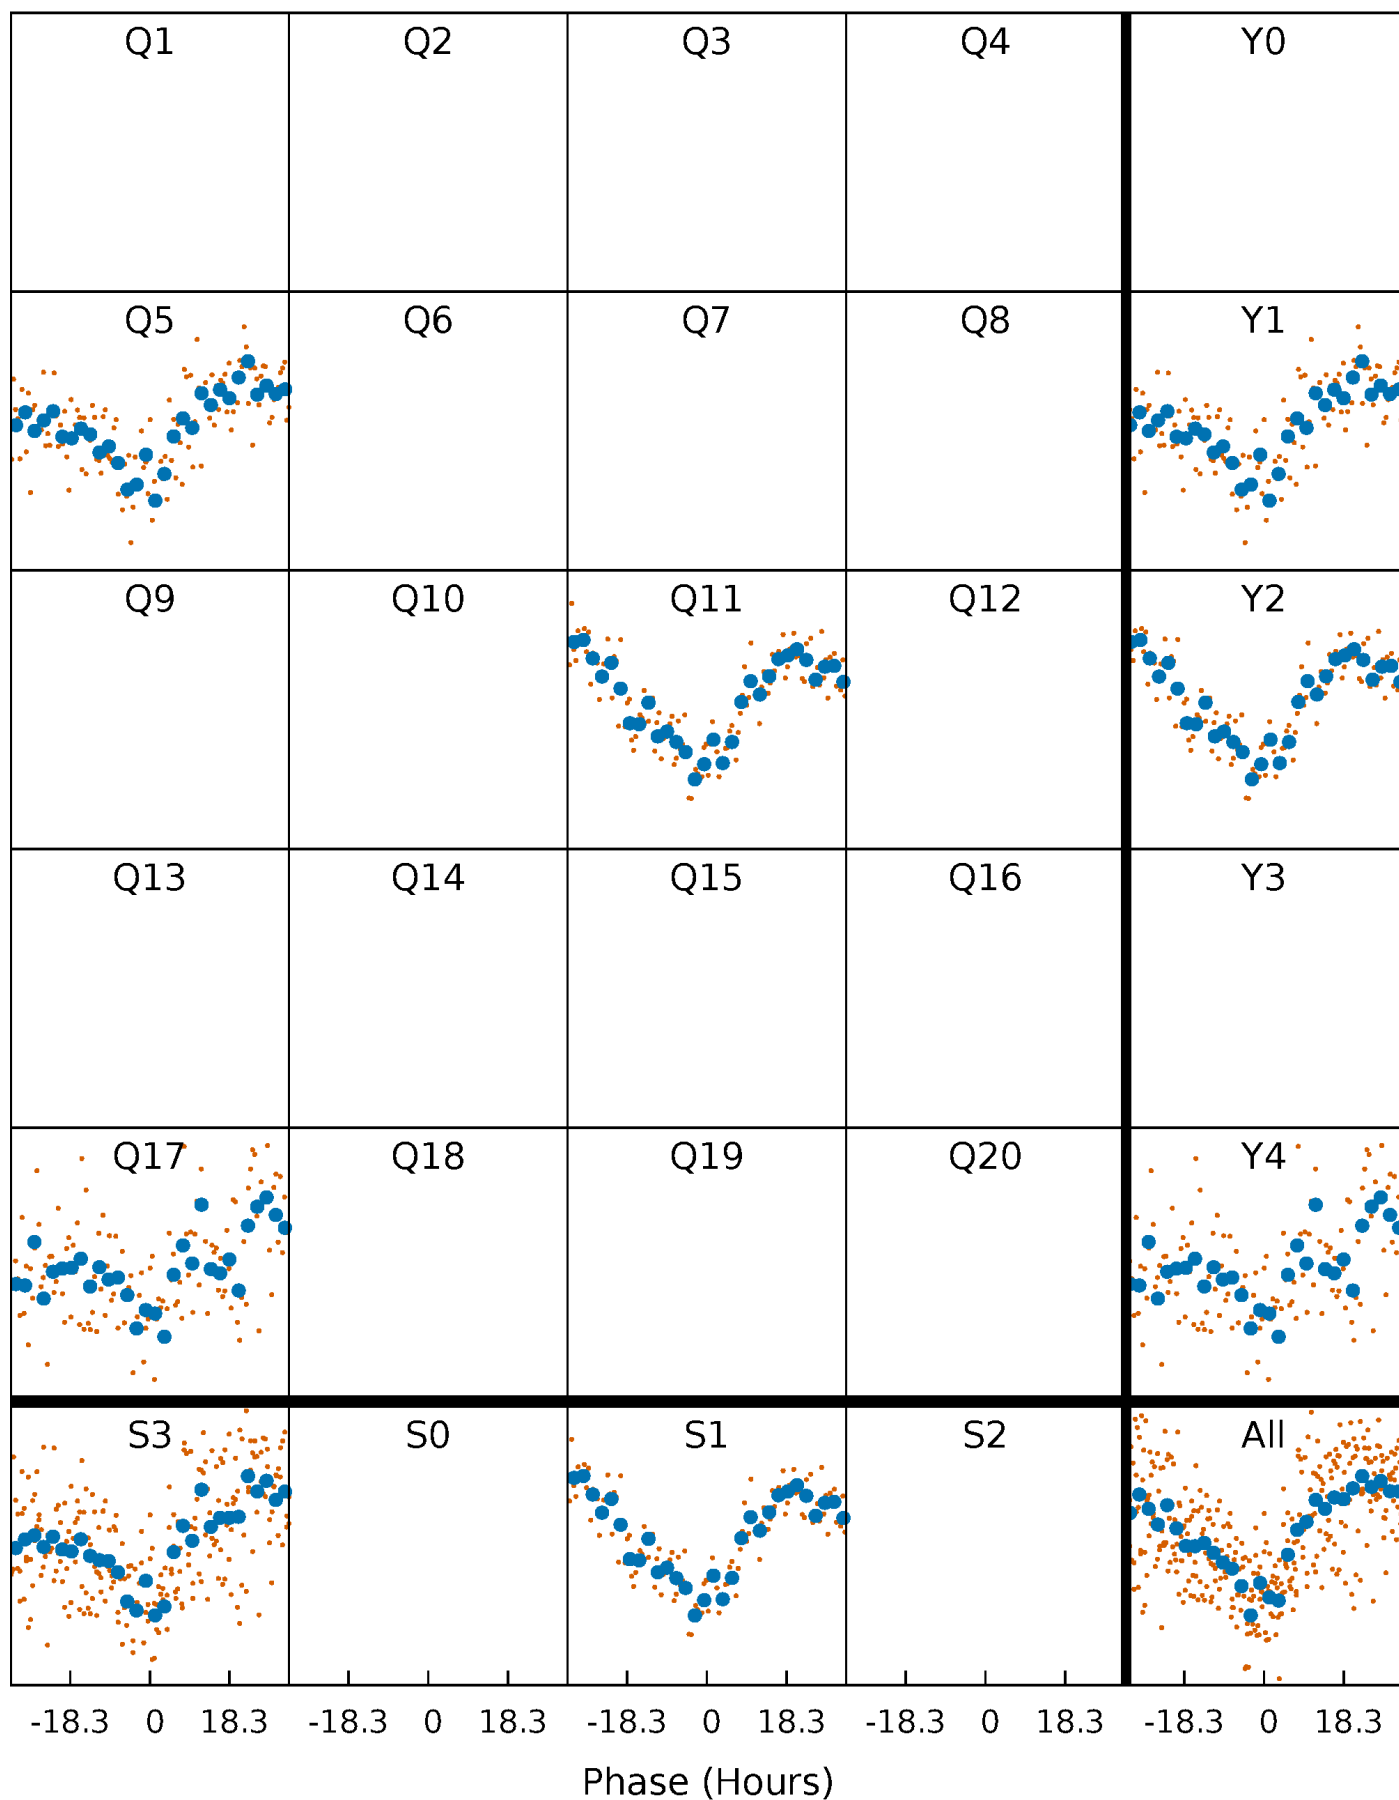 Q1 Q2 Q3 Q4 Y0
Q5 Q6 Q7 Q8 Y1
Q9 Q10 Q11 Q12 Y2
Q13 Q14 Q15 Q16 Y3
Q17 Q18 Q19 Q20 Y4
S3 S0 S1 S2 All
-18.3 0 18.3 -18.3 0 18.3 -18.3 0 18.3 -18.3 0 18.3 -18.3 0 18.3
Phase (Hours)